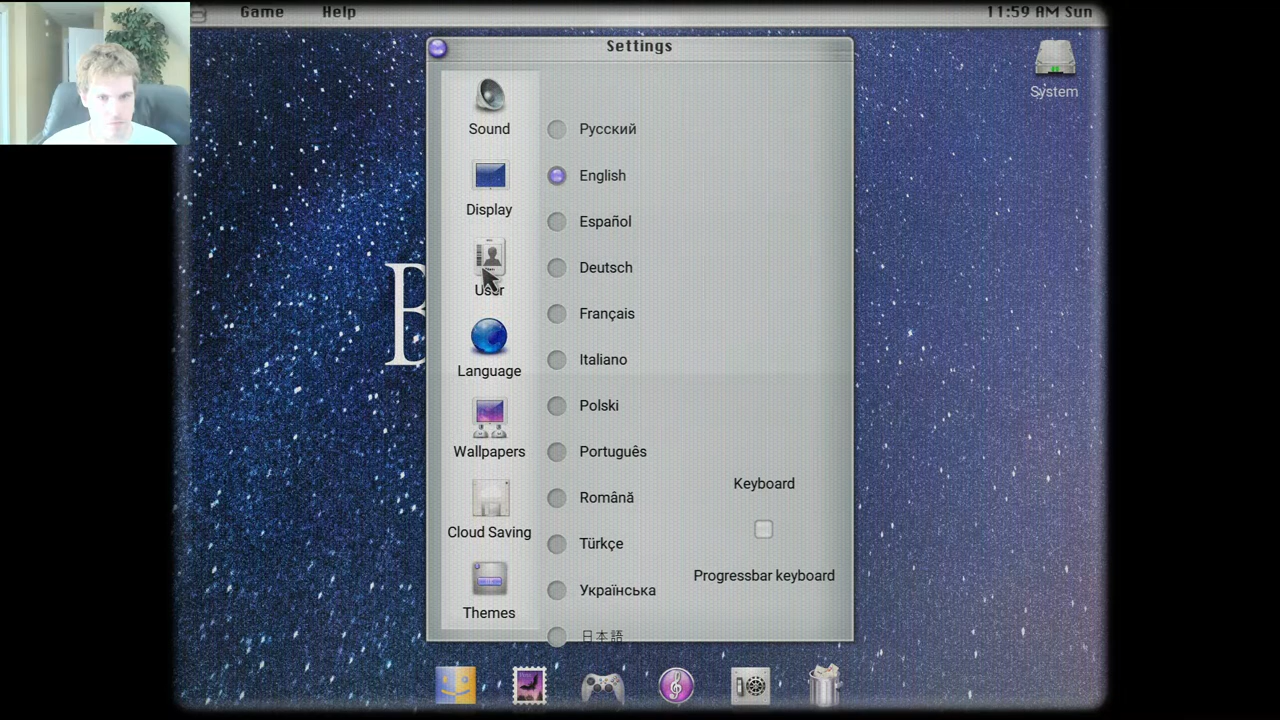 Game Help 11:59 AM Sun
Settings
System
Sound
Display
User
Language
Wallpapers
Cloud Saving
Themes
Русский
English
Español
Deutsch
Français
Italiano
Polski
Português
Română
Türkçe
Українська
日本語
Keyboard
Progressbar keyboard
B